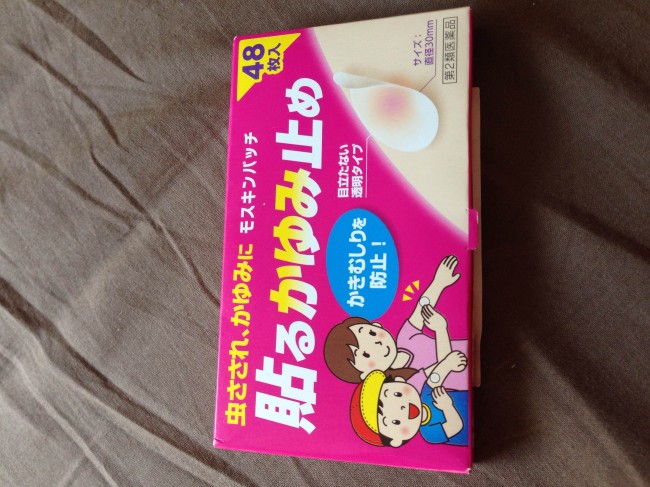 48
枚入
サイズ：
直径30mm
第2類医薬品
虫さされ、かゆみに モスキンパッチ
貼るかゆみ止め
目立たない
透明タイプ
かきむしりを
防止！